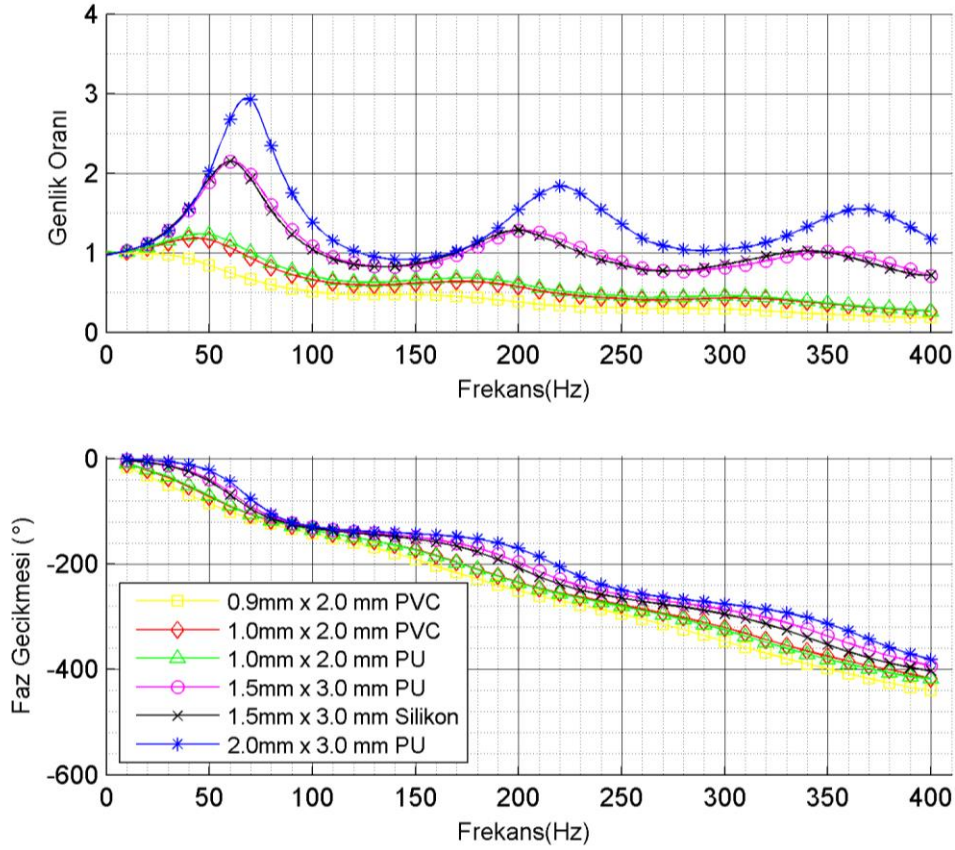 4
3
2
1
0
Genlik Oranı
0 50 100 150 200 250 300 350 400
Frekans(Hz)
0
-200
-400
-600
Faz Gecikmesi (°)
0.9mm x 2.0 mm PVC
1.0mm x 2.0 mm PVC
1.0mm x 2.0 mm PU
1.5mm x 3.0 mm PU
1.5mm x 3.0 mm Silikon
2.0mm x 3.0 mm PU
0 50 100 150 200 250 300 350 400
Frekans(Hz)